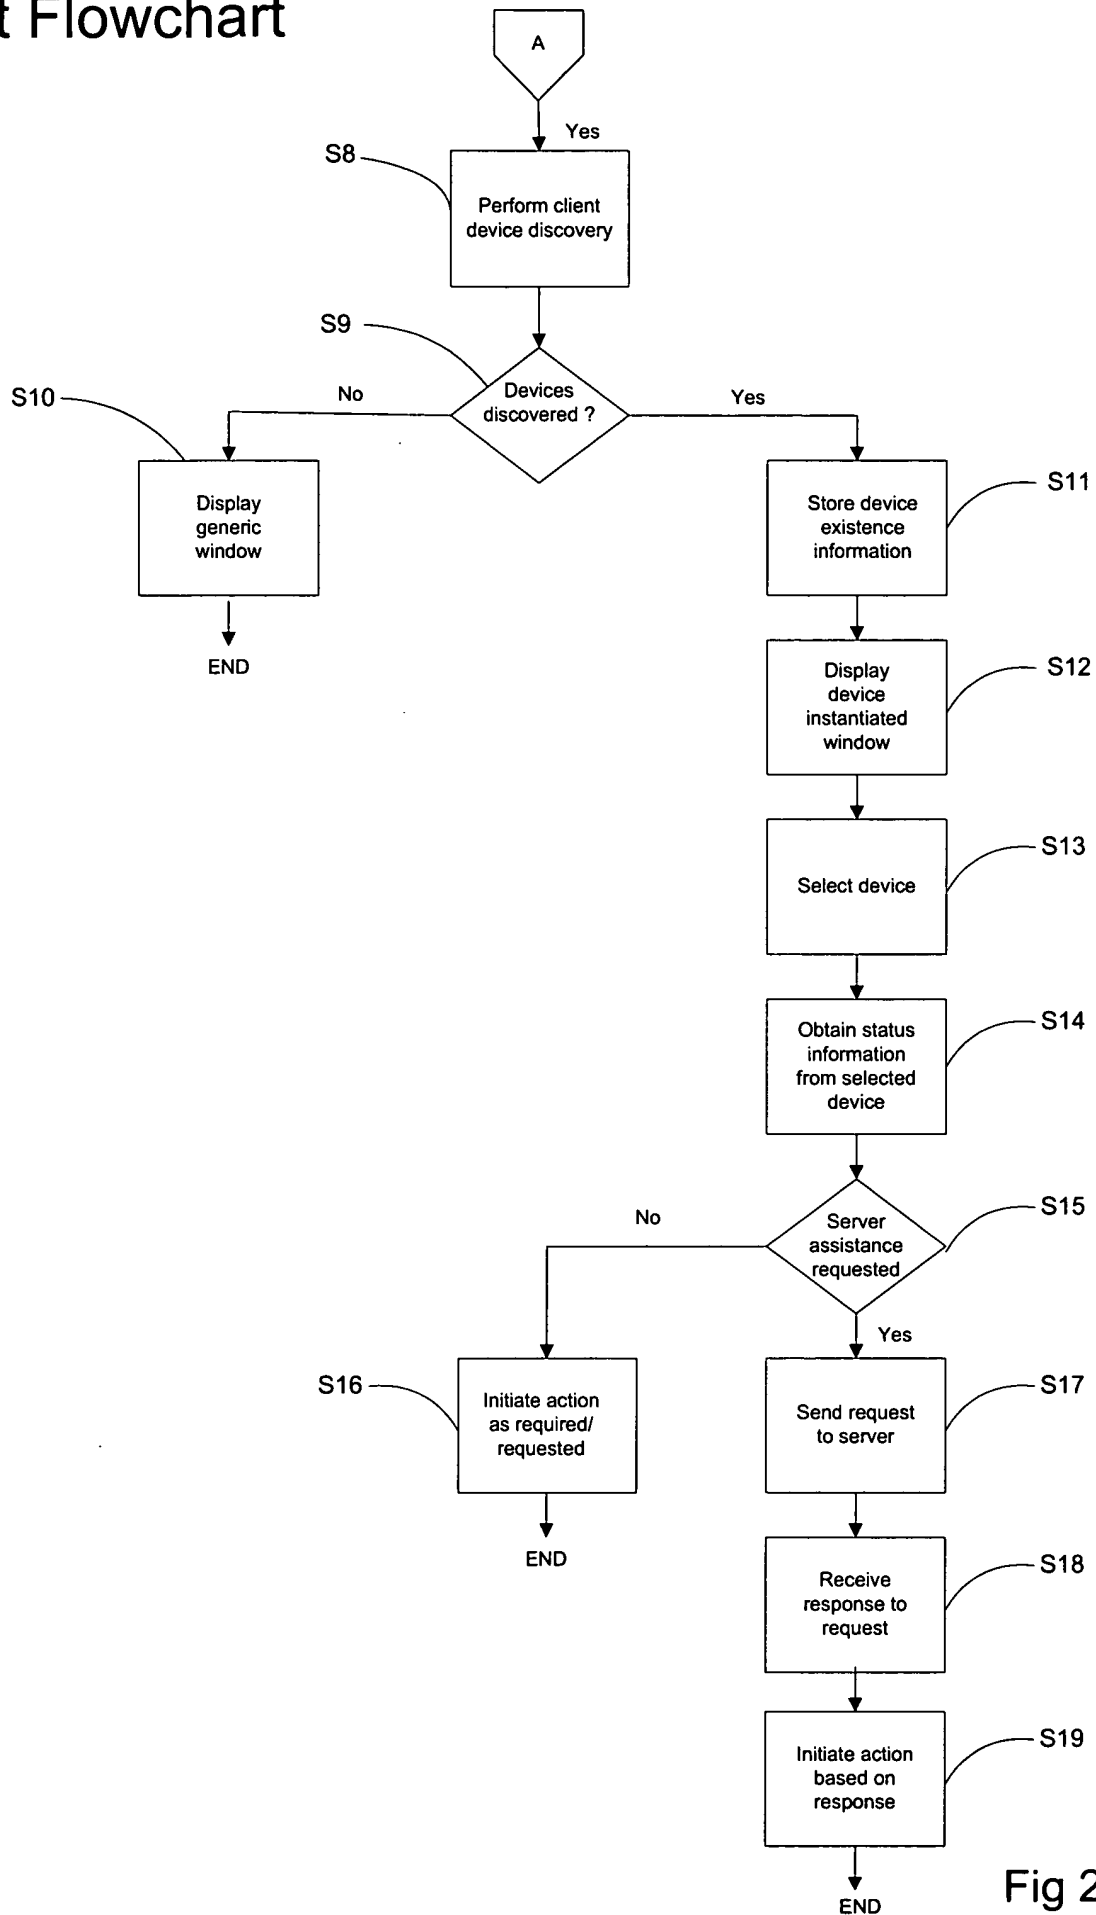 t Flowchart
A
Yes
S8
Perform client
device discovery
S9
Devices
discovered ?
No
Yes
S10
Display
generic
window
END
S11
Store device
existence
information
S12
Display
device
instantiated
window
S13
Select device
S14
Obtain status
information
from selected
device
S15
Server
assistance
requested
No
Yes
S16
Initiate action
as required/
requested
END
S17
Send request
to server
S18
Receive
response to
request
S19
Initiate action
based on
response
END
Fig 2